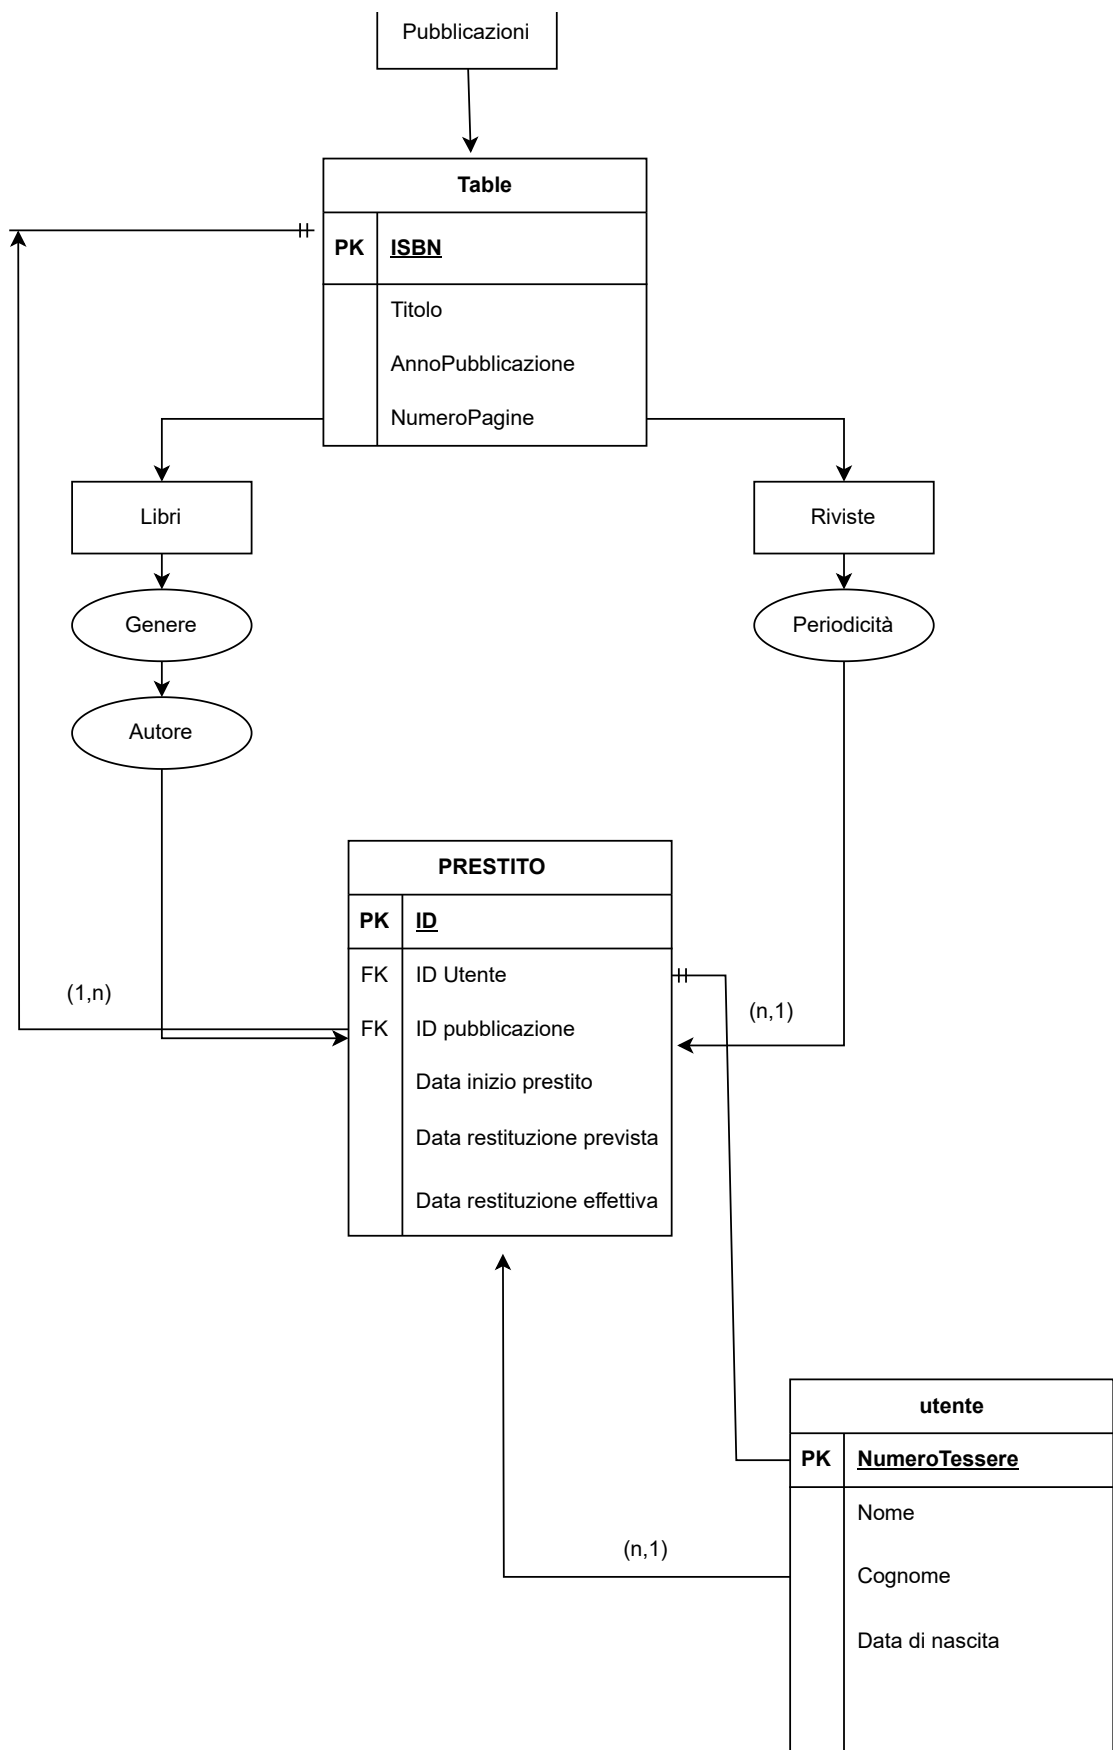 Pubblicazioni
Table
PK ISBN
Titolo
AnnoPubblicazione
NumeroPagine
Libri
Riviste
Genere
Periodicità
Autore
PRESTITO
PK ID
FK ID Utente
(1,n)
(n,1)
FK ID pubblicazione
Data inizio prestito
Data restituzione prevista
Data restituzione effettiva
utente
PK NumeroTessere
Nome
(n,1)
Cognome
Data di nascita